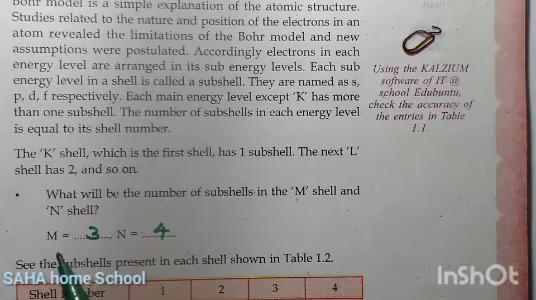 Bohr model is a simple explanation of the atomic structure.
Studies related to the nature and position of the electrons in an
atom revealed the limitations of the Bohr model and new
assumptions were postulated. Accordingly electrons in each
energy level are arranged in its sub energy levels. Each sub
energy level in a shell is called a subshell. They are named as s,
p, d, f respectively. Each main energy level except 'K' has more
than one subshell. The number of subshells in each energy level
is equal to its shell number.
Using the KALZIUM
software of IT @
school Edubuntu,
check the accuracy of
the entries in Table
1.1.
The 'K' shell, which is the first shell, has 1 subshell. The next 'L'
shell has 2, and so on.
• What will be the number of subshells in the 'M' shell and
'N' shell?
M = ....3...., N = ....4....
See the subshells present in each shell shown in Table 1.2.
SAHA home School
InShOt
Shell 1 2 3 4